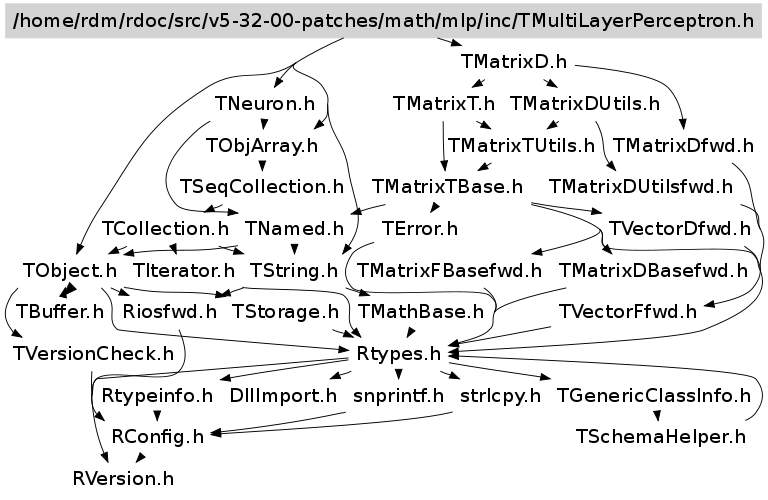 /home/rdm/rdoc/src/v5-32-00-patches/math/mlp/inc/TMultiLayerPerceptron.h
TMatrixD.h
TNeuron.h TMatrixT.h TMatrixDUtils.h
TObjArray.h TMatrixTUtils.h TMatrixDfwd.h
TSeqCollection.h TMatrixTBase.h TMatrixDUtilsfwd.h
TCollection.h TNamed.h TError.h TVectorDfwd.h
TObject.h TIterator.h TString.h TMatrixFBasefwd.h TMatrixDBasefwd.h
TBuffer.h Riosfwd.h TStorage.h TMathBase.h TVectorFfwd.h
TVersionCheck.h Rtypes.h
Rtypeinfo.h DllImport.h snprintf.h strlcpy.h TGenericClassInfo.h
RConfig.h TSchemaHelper.h
RVersion.h